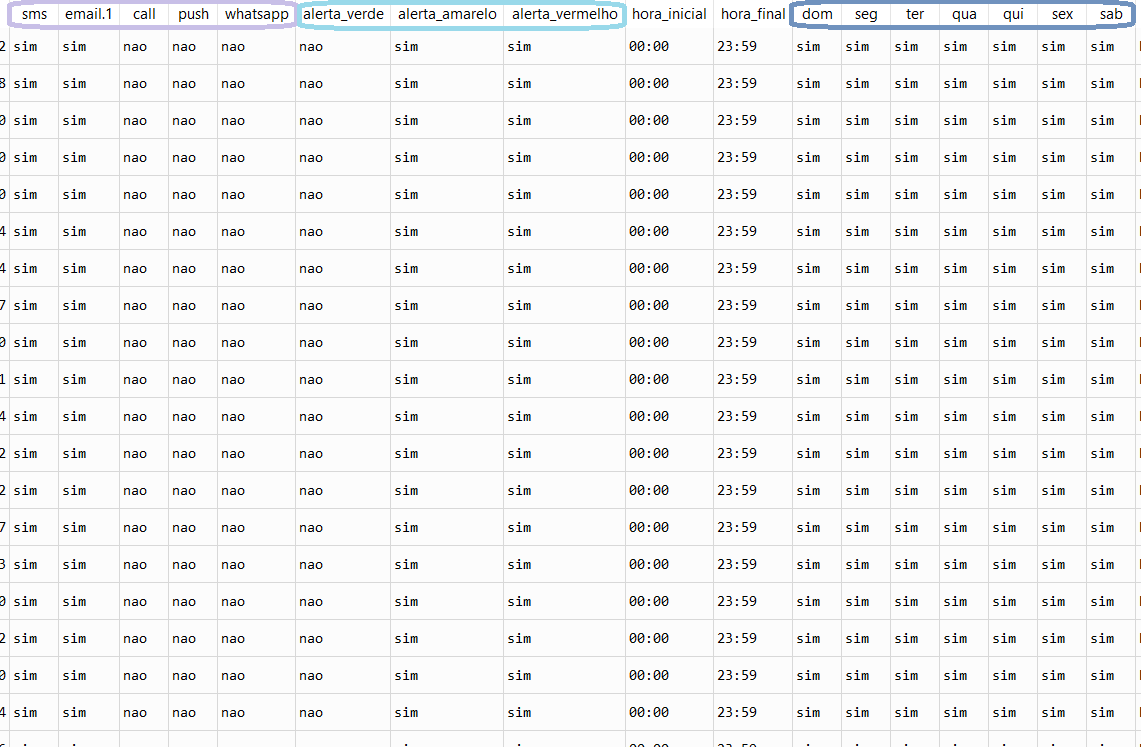 sms email.1 call push whatsapp alerta_verde alerta_amarelo alerta_vermelho hora_inicial hora_final dom seg ter qua qui sex sab
2 sim sim nao nao nao nao sim sim 00:00 23:59 sim sim sim sim sim sim sim
8 sim sim nao nao nao nao sim sim 00:00 23:59 sim sim sim sim sim sim sim
0 sim sim nao nao nao nao sim sim 00:00 23:59 sim sim sim sim sim sim sim
0 sim sim nao nao nao nao sim sim 00:00 23:59 sim sim sim sim sim sim sim
0 sim sim nao nao nao nao sim sim 00:00 23:59 sim sim sim sim sim sim sim
4 sim sim nao nao nao nao sim sim 00:00 23:59 sim sim sim sim sim sim sim
4 sim sim nao nao nao nao sim sim 00:00 23:59 sim sim sim sim sim sim sim
7 sim sim nao nao nao nao sim sim 00:00 23:59 sim sim sim sim sim sim sim
0 sim sim nao nao nao nao sim sim 00:00 23:59 sim sim sim sim sim sim sim
1 sim sim nao nao nao nao sim sim 00:00 23:59 sim sim sim sim sim sim sim
4 sim sim nao nao nao nao sim sim 00:00 23:59 sim sim sim sim sim sim sim
2 sim sim nao nao nao nao sim sim 00:00 23:59 sim sim sim sim sim sim sim
2 sim sim nao nao nao nao sim sim 00:00 23:59 sim sim sim sim sim sim sim
7 sim sim nao nao nao nao sim sim 00:00 23:59 sim sim sim sim sim sim sim
3 sim sim nao nao nao nao sim sim 00:00 23:59 sim sim sim sim sim sim sim
0 sim sim nao nao nao nao sim sim 00:00 23:59 sim sim sim sim sim sim sim
2 sim sim nao nao nao nao sim sim 00:00 23:59 sim sim sim sim sim sim sim
0 sim sim nao nao nao nao sim sim 00:00 23:59 sim sim sim sim sim sim sim
4 sim sim nao nao nao nao sim sim 00:00 23:59 sim sim sim sim sim sim sim